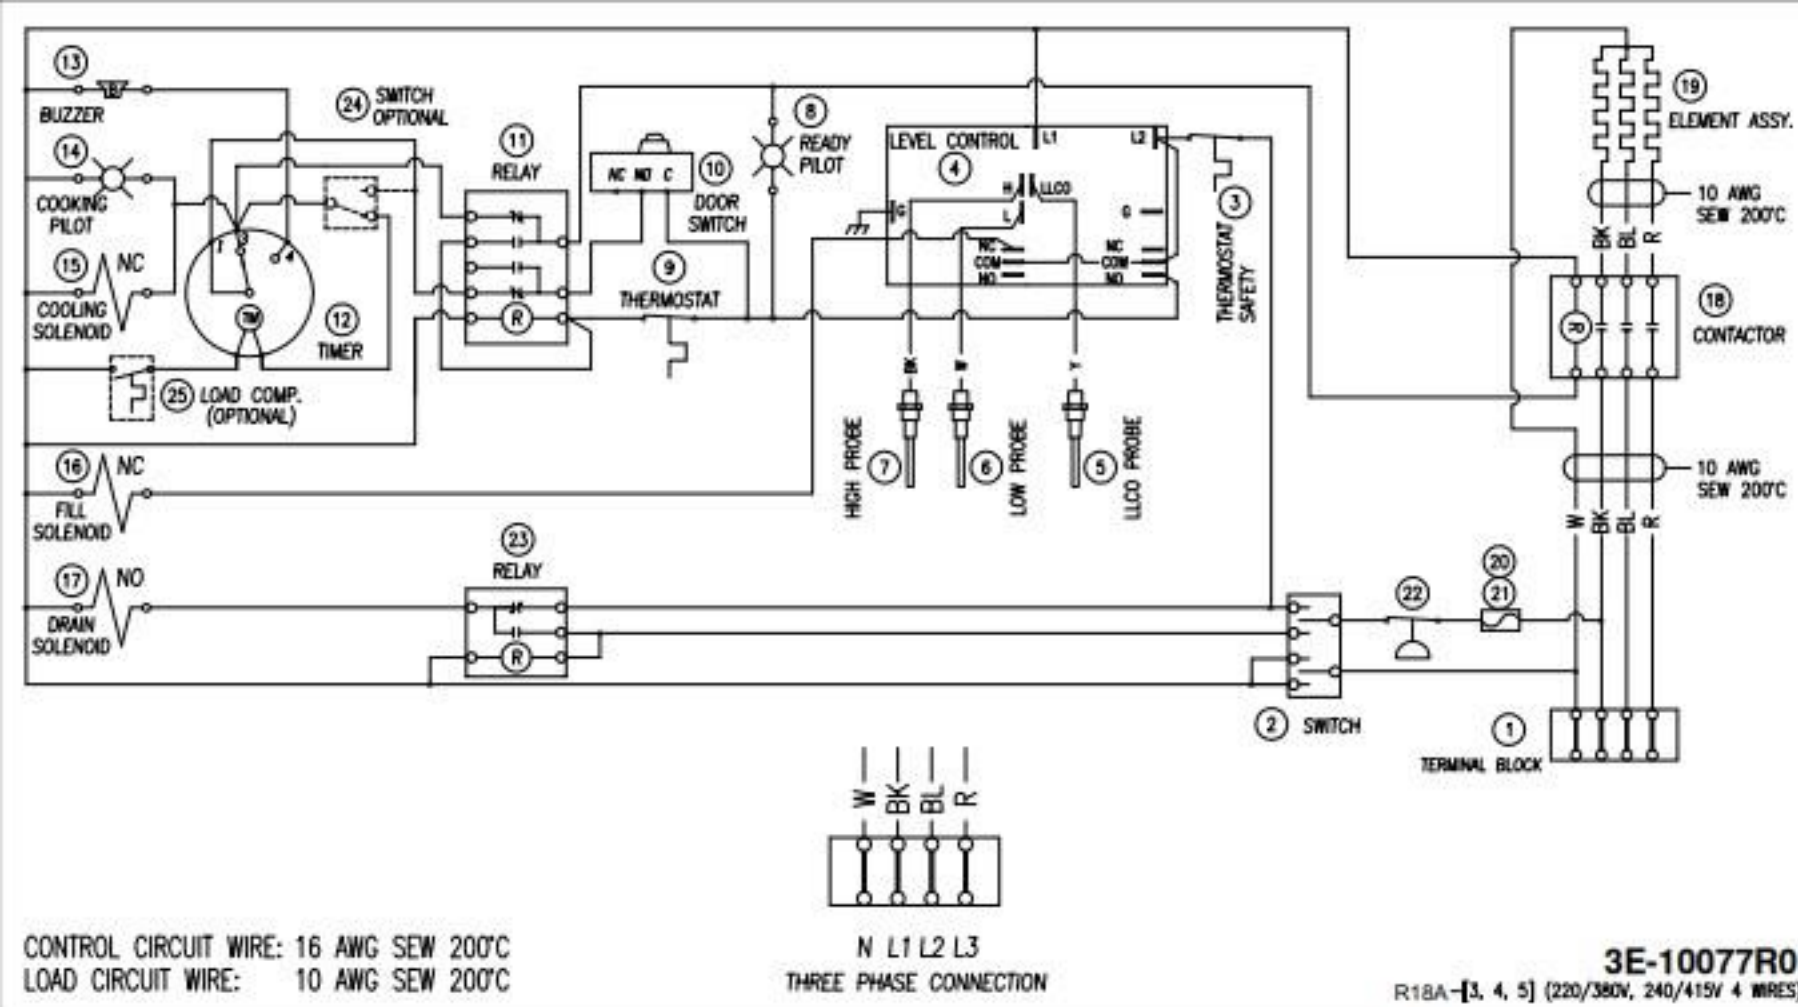 13
BUZZER
14
COOKING
PILOT
15
NC
COOLING
SOLENOID
24
SWITCH
OPTIONAL
1
3
4
TM
12
TIMER
25
LOAD COMP.
(OPTIONAL)
11
RELAY
R
NC NO C
10
DOOR
SWITCH
9
THERMOSTAT
8
READY
PILOT
LEVEL CONTROL
L1
L2
4
H
LLCO
L
G
G
NC
COM
NO
NC
COM
NO
3
THERMOSTAT
SAFETY
BK
W
Y
HIGH PROBE
7
6
LOW PROBE
5
LLCO PROBE
19
ELEMENT ASSY.
10 AWG
SEW 200°C
BK
BL
R
18
CONTACTOR
R
10 AWG
SEW 200°C
W
BK
BL
R
16
NC
FILL
SOLENOID
17
NO
DRAIN
SOLENOID
23
RELAY
R
20
21
22
2
SWITCH
1
TERMINAL BLOCK
W
BK
BL
R
N L1 L2 L3
THREE PHASE CONNECTION
CONTROL CIRCUIT WIRE: 16 AWG SEW 200°C
LOAD CIRCUIT WIRE: 10 AWG SEW 200°C
3E-10077R0
R18A-[3, 4, 5] (220/380V, 240/415V 4 WIRES)